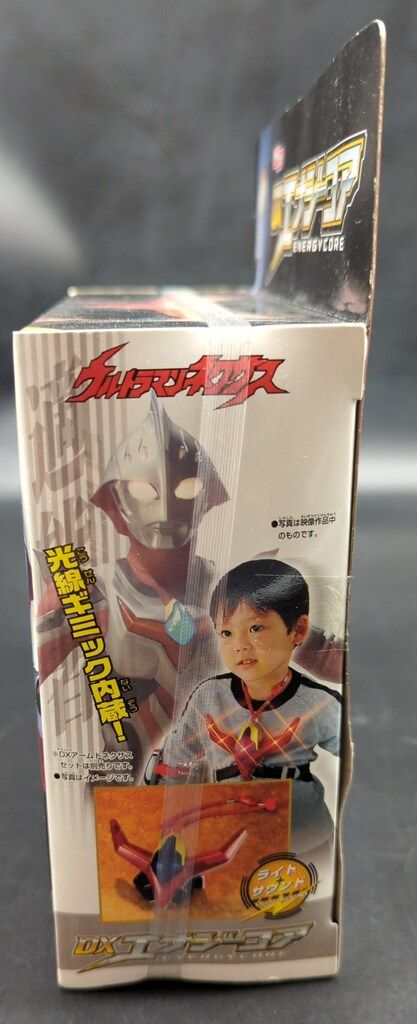 DXエナジーコア
ENERGYCORE
ウルトラマンネクサス
●写真は映像作品中
のものです。
光線ギミック内蔵!
※DXアームドネクサス
セットは別売りです。
●写真はイメージです。
ライト
サウンド
DXエナジーコア
ENERGYCORE